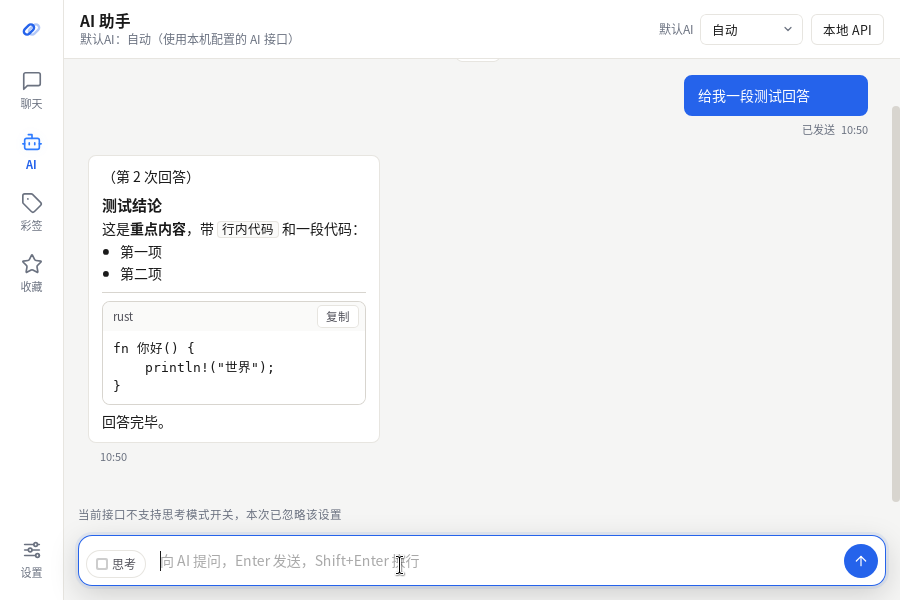 AI 助手
默认AI：自动（使用本机配置的 AI 接口）
默认AI
自动
本地 API
聊天
AI
彩签
收藏
设置
给我一段测试回答
已发送 10:50
（第 2 次回答）
测试结论
这是重点内容，带 行内代码 和一段代码：
第一项
第二项
rust
复制
fn 你好() {
    println!("世界");
}
回答完毕。
10:50
当前接口不支持思考模式开关，本次已忽略该设置
思考
向 AI 提问，Enter 发送，Shift+Enter 换行